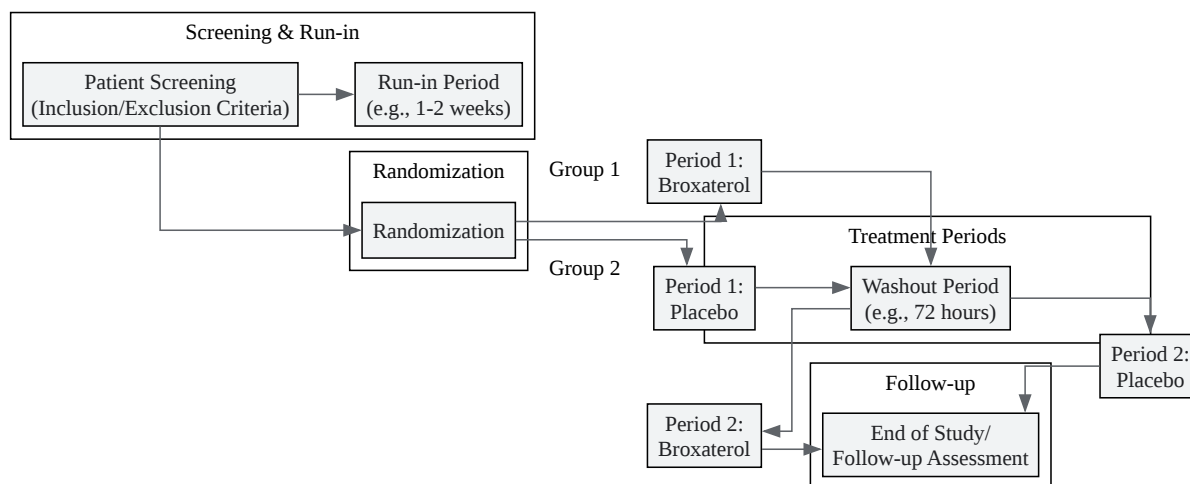 Screening & Run-in
Patient Screening
(Inclusion/Exclusion Criteria)
Run-in Period
(e.g., 1-2 weeks)
Randomization
Randomization
Group 1
Group 2
Period 1:
Broxaterol
Treatment Periods
Period 1:
Placebo
Washout Period
(e.g., 72 hours)
Period 2:
Placebo
Follow-up
Period 2:
Broxaterol
End of Study/
Follow-up Assessment